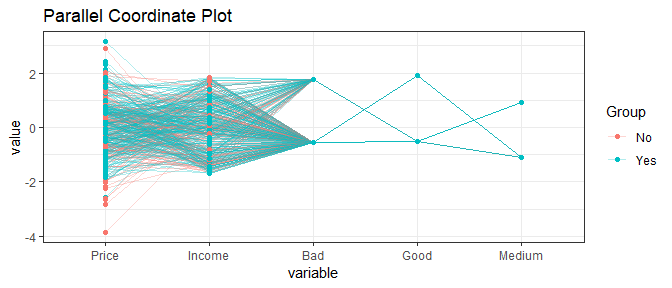 Parallel Coordinate Plot
value
2
0
-2
-4
Price Income Bad Good Medium
variable
Group
No
Yes